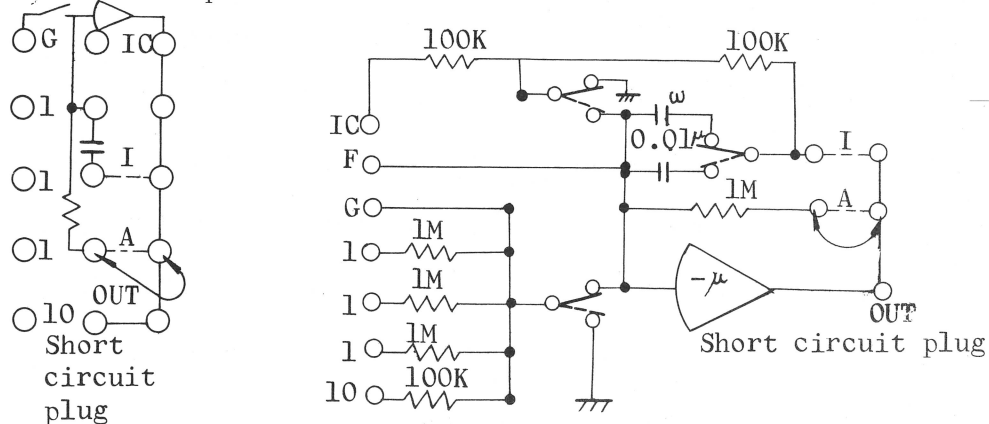 G
IC
1
1
I
1
A
OUT
10
Short
circuit
plug
100K
100K
IC
ω
0.01μ
F
I
1M
A
G
1M
1
1M
1
1M
1
100K
10
-μ
OUT
Short circuit plug